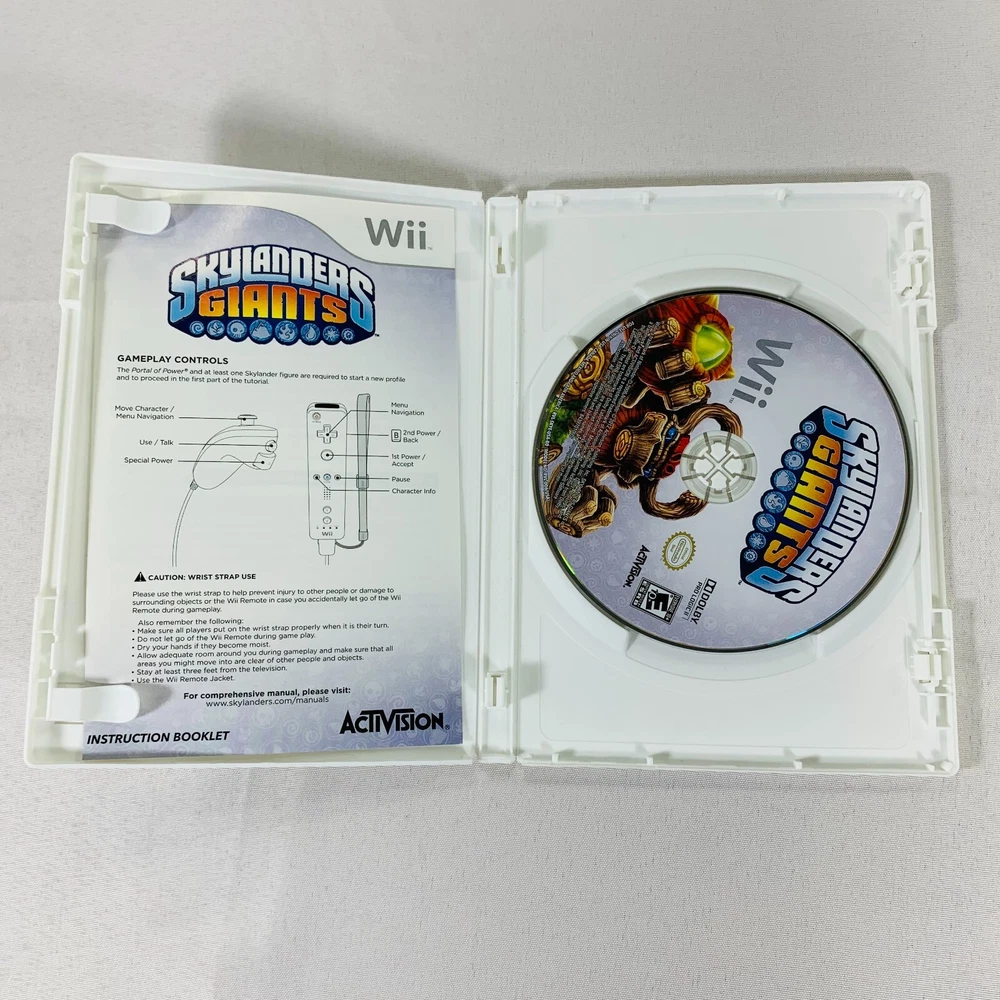 Wii™
SKYLANDERS
GIANTS™
GAMEPLAY CONTROLS
The Portal of Power® and at least one Skylander figure are required to start a new profile
and to proceed in the first part of the tutorial.
Move Character /
Menu Navigation
Use / Talk
Special Power
Menu
Navigation
B 2nd Power /
Back
1st Power /
Accept
Pause
Character Info
Wii
CAUTION: WRIST STRAP USE
Please use the wrist strap to help prevent injury to other people or damage to
surrounding objects or the Wii Remote in case you accidentally let go of the Wii
Remote during gameplay.
Also remember the following:
• Make sure all players put on the wrist strap properly when it is their turn.
• Do not let go of the Wii Remote during game play.
• Dry your hands if they become moist.
• Allow adequate room around you during gameplay and make sure that all
areas you might move into are clear of other people and objects.
• Stay at least three feet from the television.
• Use the Wii Remote Jacket.
For comprehensive manual, please visit:
www.skylanders.com/manuals
INSTRUCTION BOOKLET
ACTIVISION®
Wii™
SKYLANDERS
GIANTS™
ACTIVISION
E
DOLBY
PRO LOGIC II